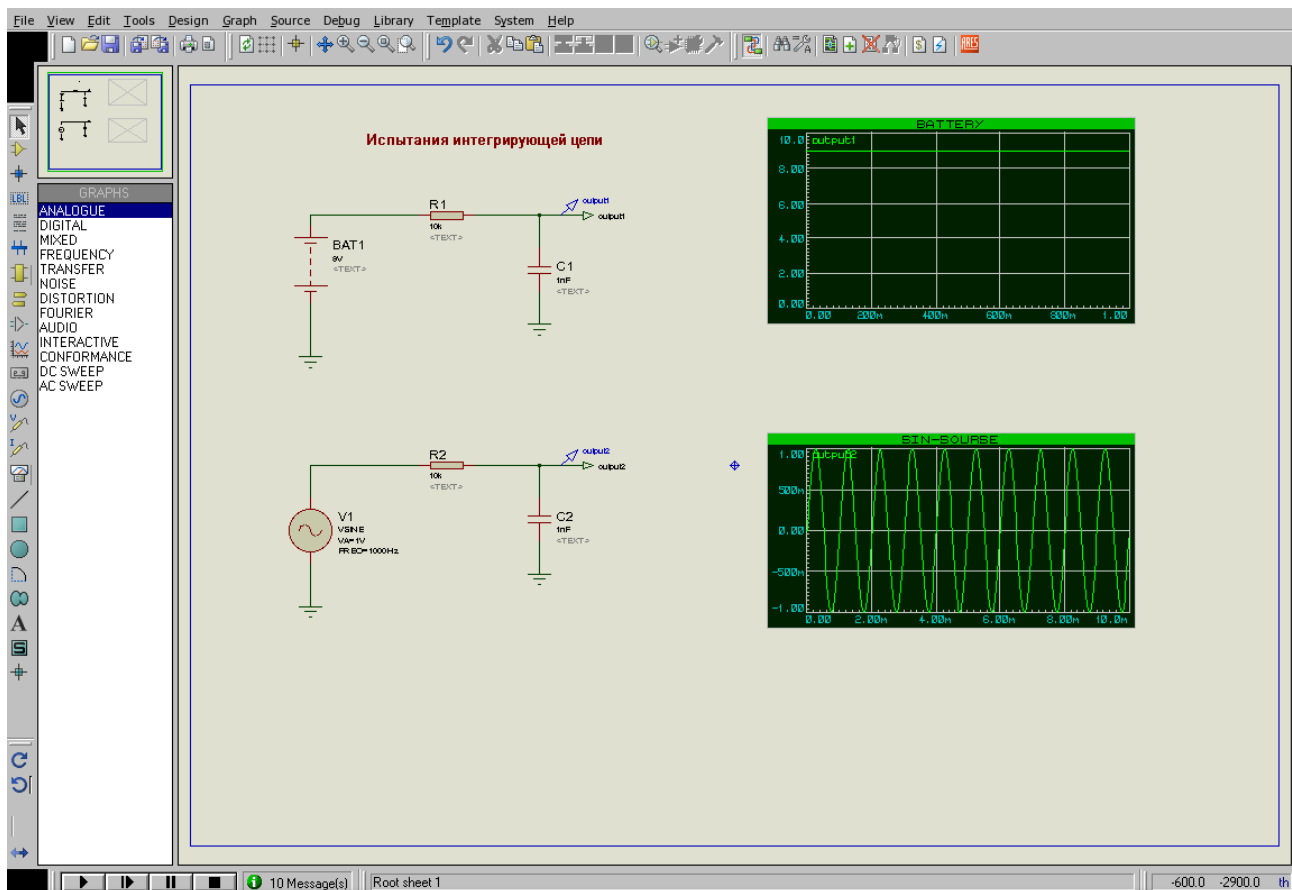 File View Edit Tools Design Graph Source Debug Library Template System Help
ARES
LBL
GRAPHS
ANALOGUE
DIGITAL
MIXED
FREQUENCY
TRANSFER
NOISE
DISTORTION
FOURIER
AUDIO
INTERACTIVE
CONFORMANCE
DC SWEEP
AC SWEEP
Испытания интегрирующей цепи
R1
10k
<TEXT>
output1
output1
BAT1
9V
<TEXT>
C1
1nF
<TEXT>
BATTERY
output1
10.0
8.00
6.00
4.00
2.00
0.00
0.00 200m 400m 600m 800m 1.00
R2
10k
<TEXT>
output2
output2
V1
VSINE
VA=1V
FREQ=1000Hz
C2
1nF
<TEXT>
SIN-SOURSE
output2
1.00
500m
0.00
-500m
-1.00
0.00 2.00m 4.00m 6.00m 8.00m 10.0m
10 Message(s) Root sheet 1 -600.0 -2900.0 th